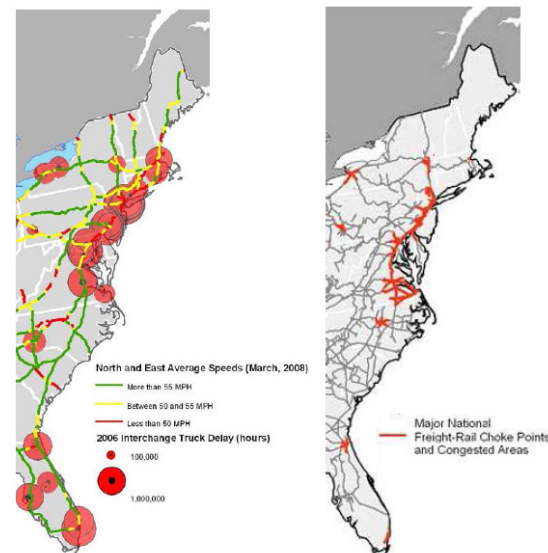 North and East Average Speeds (March, 2008)
More than 55 MPH
Between 50 and 55 MPH
Less than 50 MPH
2006 Interchange Truck Delay (hours)
100,000
1,000,000
Major National
Freight-Rail Choke Points
and Congested Areas